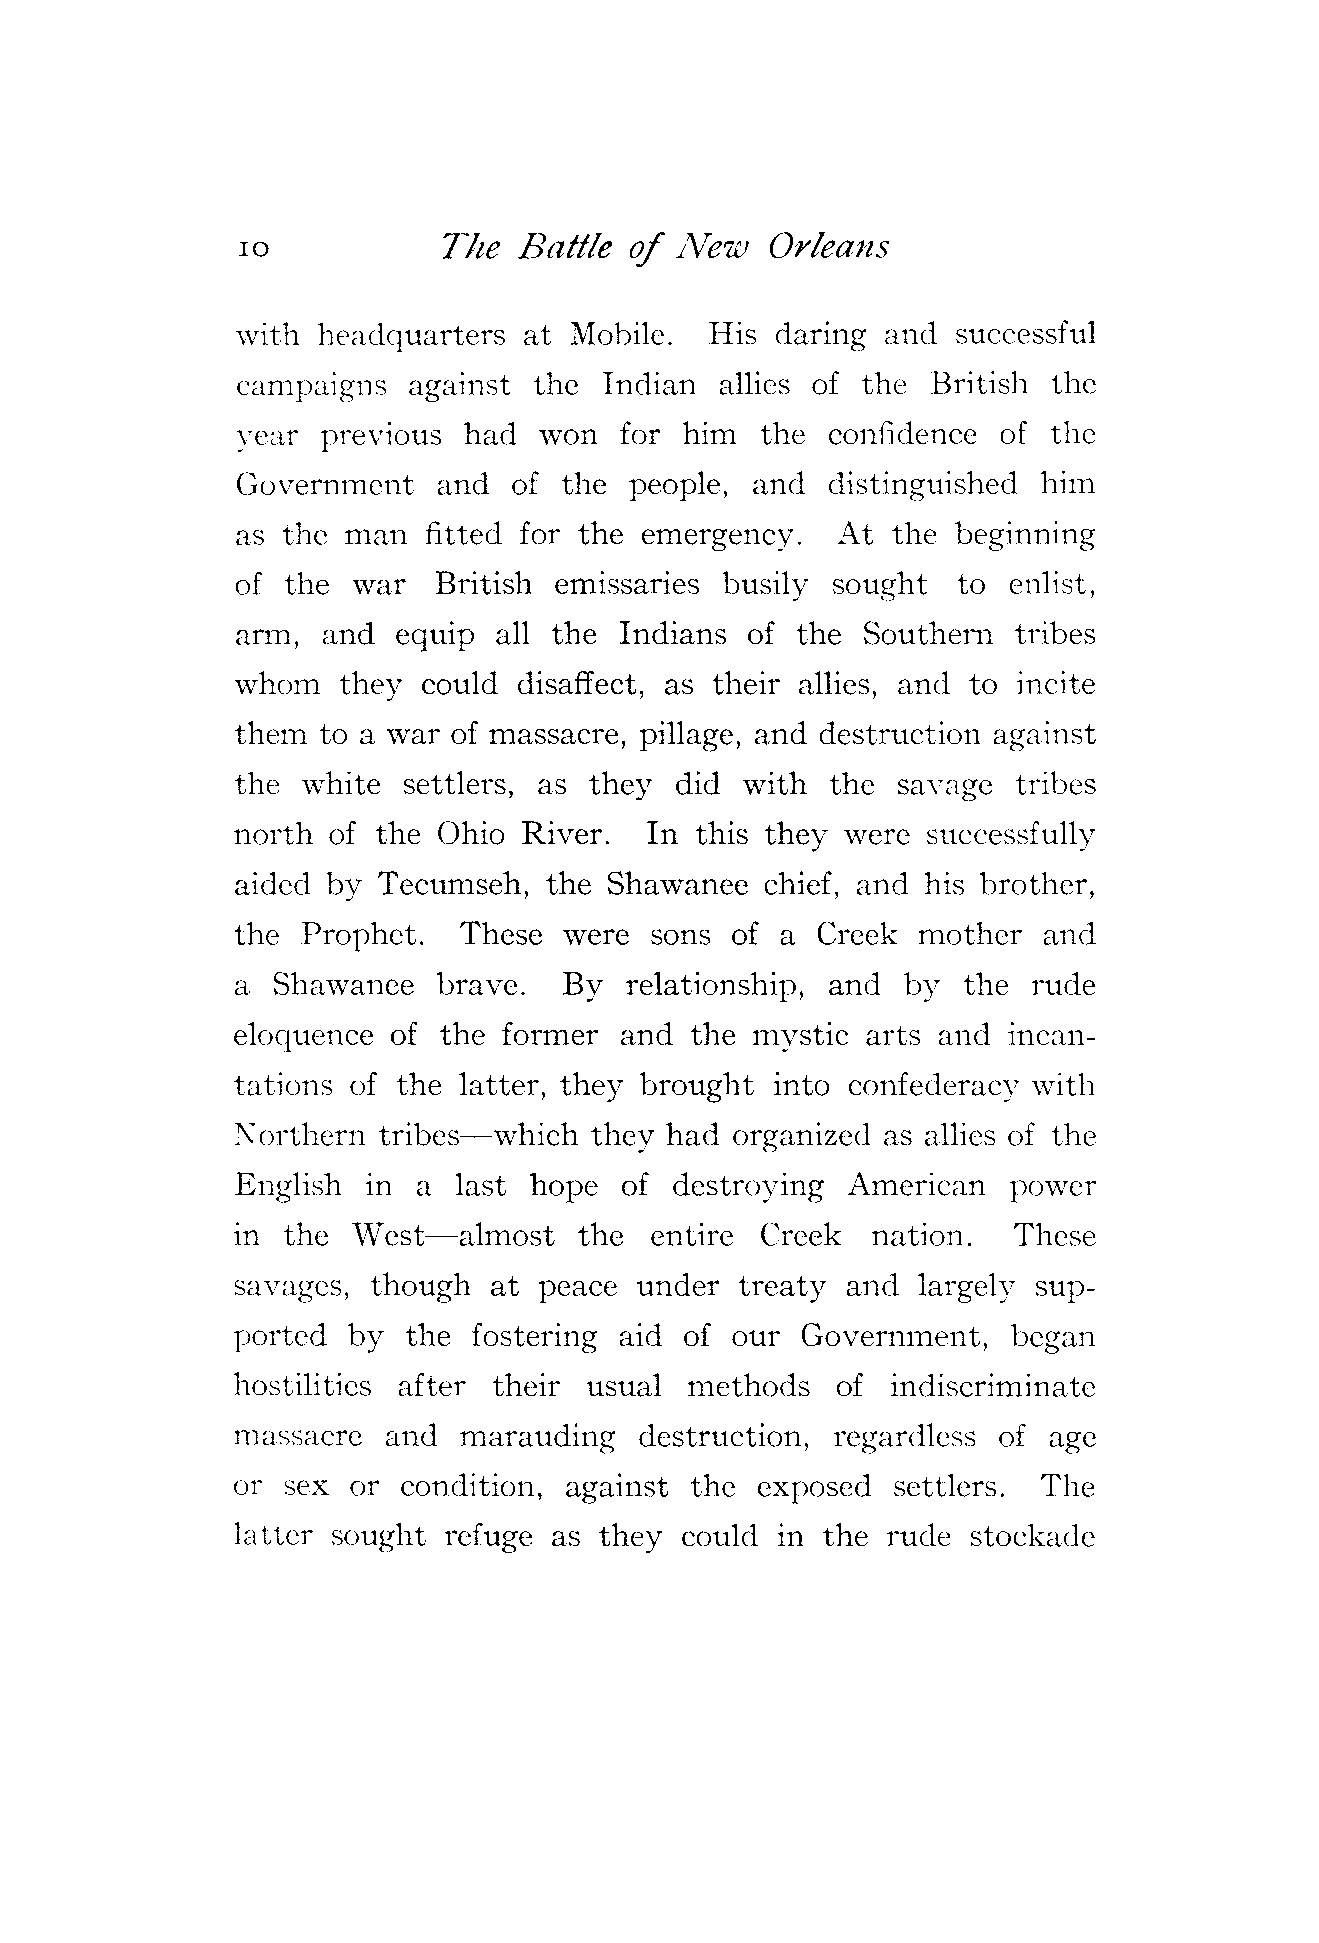 10 The Battle of New Orleans
with headquarters at Mobile. His daring and successful
campaigns against the Indian allies of the British the
year previous had won for him the confidence of the
Government and of the people, and distinguished him
as the man fitted for the emergency. At the beginning
of the war British emissaries busily sought to enlist,
arm, and equip all the Indians of the Southern tribes
whom they could disaffect, as their allies, and to incite
them to a war of massacre, pillage, and destruction against
the white settlers, as they did with the savage tribes
north of the Ohio River. In this they were successfully
aided by Tecumseh, the Shawanee chief, and his brother,
the Prophet. These were sons of a Creek mother and
a Shawanee brave. By relationship, and by the rude
eloquence of the former and the mystic arts and incan-
tations of the latter, they brought into confederacy with
Northern tribes—which they had organized as allies of the
English in a last hope of destroying American power
in the West—almost the entire Creek nation. These
savages, though at peace under treaty and largely sup-
ported by the fostering aid of our Government, began
hostilities after their usual methods of indiscriminate
massacre and marauding destruction, regardless of age
or sex or condition, against the exposed settlers. The
latter sought refuge as they could in the rude stockade